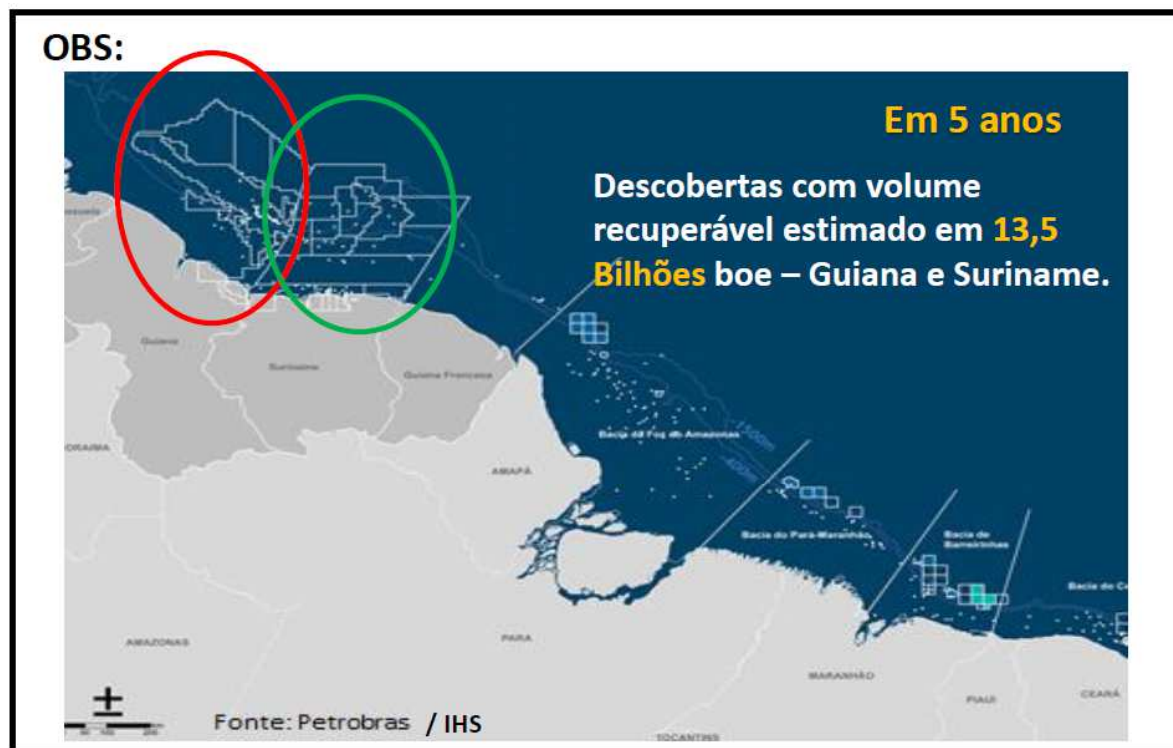 OBS:
Em 5 anos
Descobertas com volume
recuperável estimado em 13,5
Bilhões boe – Guiana e Suriname.
Guiana
Suriname
Guiana Francesa
AMAPÁ
Bacia da Foz do Amazonas
-1500m
-400m
Bacia do Pará-Maranhão
Bacia de
Barreirinhas
AMAZONAS
PARÁ
MARANHÃO
PIAUÍ
CEARÁ
TOCANTINS
Fonte: Petrobras / IHS